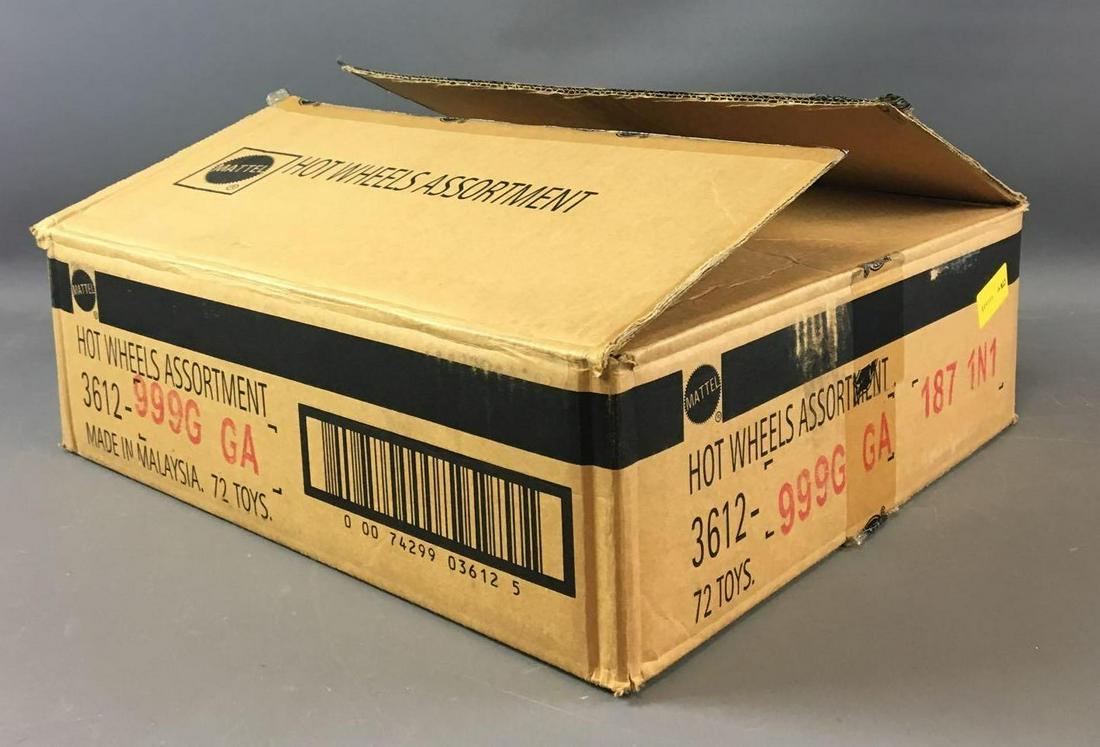 MATTEL
®
HOT WHEELS ASSORTMENT
MATTEL
®
HOT WHEELS ASSORTMENT
3612-999G GA
MADE IN MALAYSIA. 72 TOYS.
0 00 74299 03612 5
MATTEL
®
HOT WHEELS ASSORTMENT
3612-999G GA 187 1N1
72 TOYS.